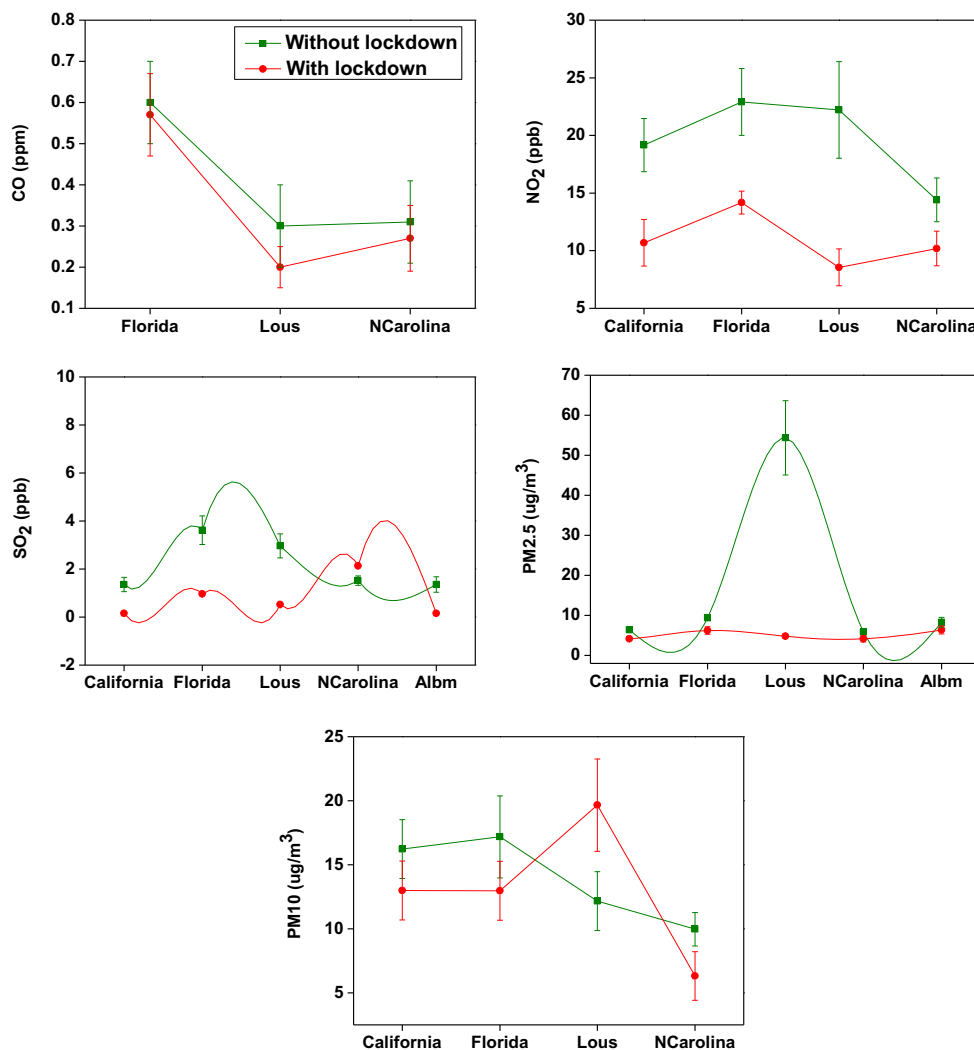 0.8
0.7
0.6
0.5
0.4
0.3
0.2
0.1
CO (ppm)
Without lockdown
With lockdown
Florida Lous NCarolina
30
25
20
15
10
5
NO2 (ppb)
California Florida Lous NCarolina
10
8
6
4
2
0
-2
SO2 (ppb)
California Florida Lous NCarolina Albm
70
60
50
40
30
20
10
0
PM2.5 (ug/m3)
California Florida Lous NCarolina Albm
25
20
15
10
5
PM10 (ug/m3)
California Florida Lous NCarolina